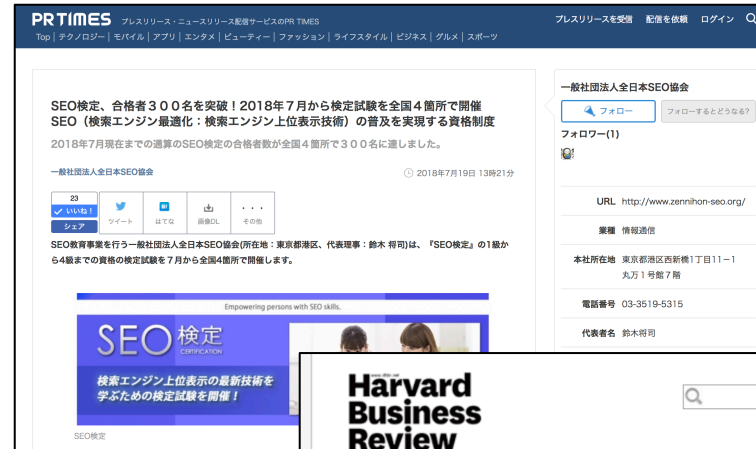 PRTIMES プレスリリース・ニュースリリース配信サービスのPR TIMES
プレスリリースを受信 配信を依頼 ログイン
Top | テクノロジー | モバイル | アプリ | エンタメ | ビューティー | ファッション | ライフスタイル | ビジネス | グルメ | スポーツ
SEO検定、合格者３００名を突破！2018年７月から検定試験を全国４箇所で開催
SEO（検索エンジン最適化：検索エンジン上位表示技術）の普及を実現する資格制度
2018年7月現在までの通算のSEO検定の合格者数が全国４箇所で３００名に達しました。
一般社団法人全日本SEO協会
2018年7月19日 13時21分
23
いいね！
シェア
ツイート
B!
はてな
画像DL
・・・
その他
SEO教育事業を行う一般社団法人全日本SEO協会(所在地：東京都港区、代表理事：鈴木 将司)は、『SEO検定』の1級か
ら4級までの資格の検定試験を７月から全国4箇所で開催します。
Empowering persons with SEO skills.
SEO検定
CERTIFICATION
検索エンジン上位表示の最新技術を
学ぶための検定試験を開催！
SEO検定
一般社団法人全日本SEO協会
フォロー
フォローするとどうなる?
フォロワー(1)
URL http://www.zennihon-seo.org/
業種 情報通信
本社所在地 東京都港区西新橋1丁目11－1
丸万１号館７階
電話番号 03-3519-5315
代表者名 鈴木将司
Harvard
Business
Review